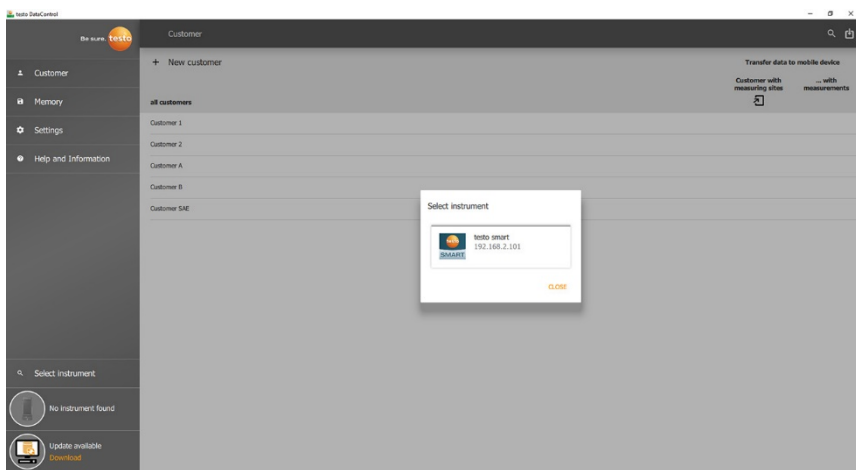 testo DataControl
Be sure. testo
Customer
Customer
Memory
Settings
Help and Information
+ New customer
Transfer data to mobile device
Customer with
measuring sites
... with
measurements
all customers
Customer 1
Customer 2
Customer A
Customer B
Customer SAE
Select instrument
testo
SMART
testo smart
192.168.2.101
CLOSE
Select instrument
No instrument found
Update available
Download